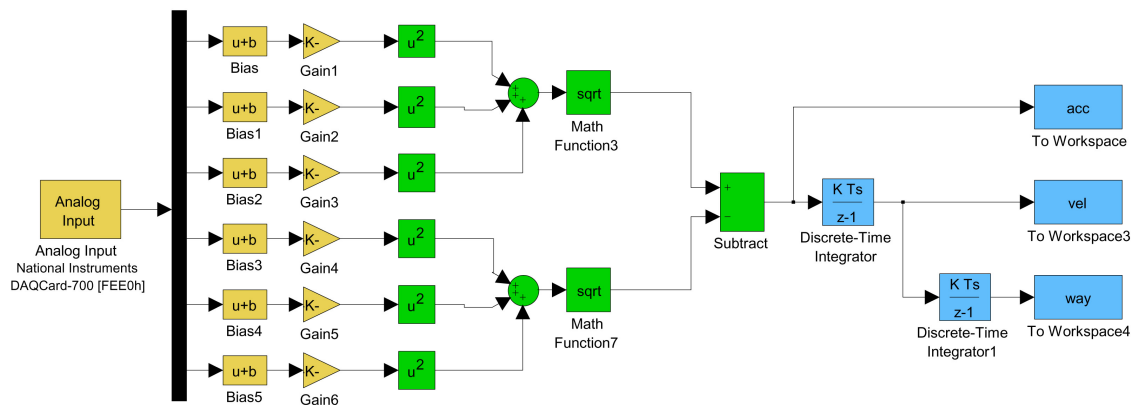 u+b
Bias
K-
Gain1
u2
u+b
Bias1
K-
Gain2
u2
+
+
+
sqrt
Math
Function3
acc
To Workspace
u+b
Bias2
K-
Gain3
u2
Analog
Input
Analog Input
National Instruments
DAQCard-700 [FEE0h]
+
−
Subtract
K Ts
z-1
Discrete-Time
Integrator
vel
To Workspace3
u+b
Bias3
K-
Gain4
u2
u+b
Bias4
K-
Gain5
u2
+
+
+
sqrt
Math
Function7
K Ts
z-1
Discrete-Time
Integrator1
way
To Workspace4
u+b
Bias5
K-
Gain6
u2